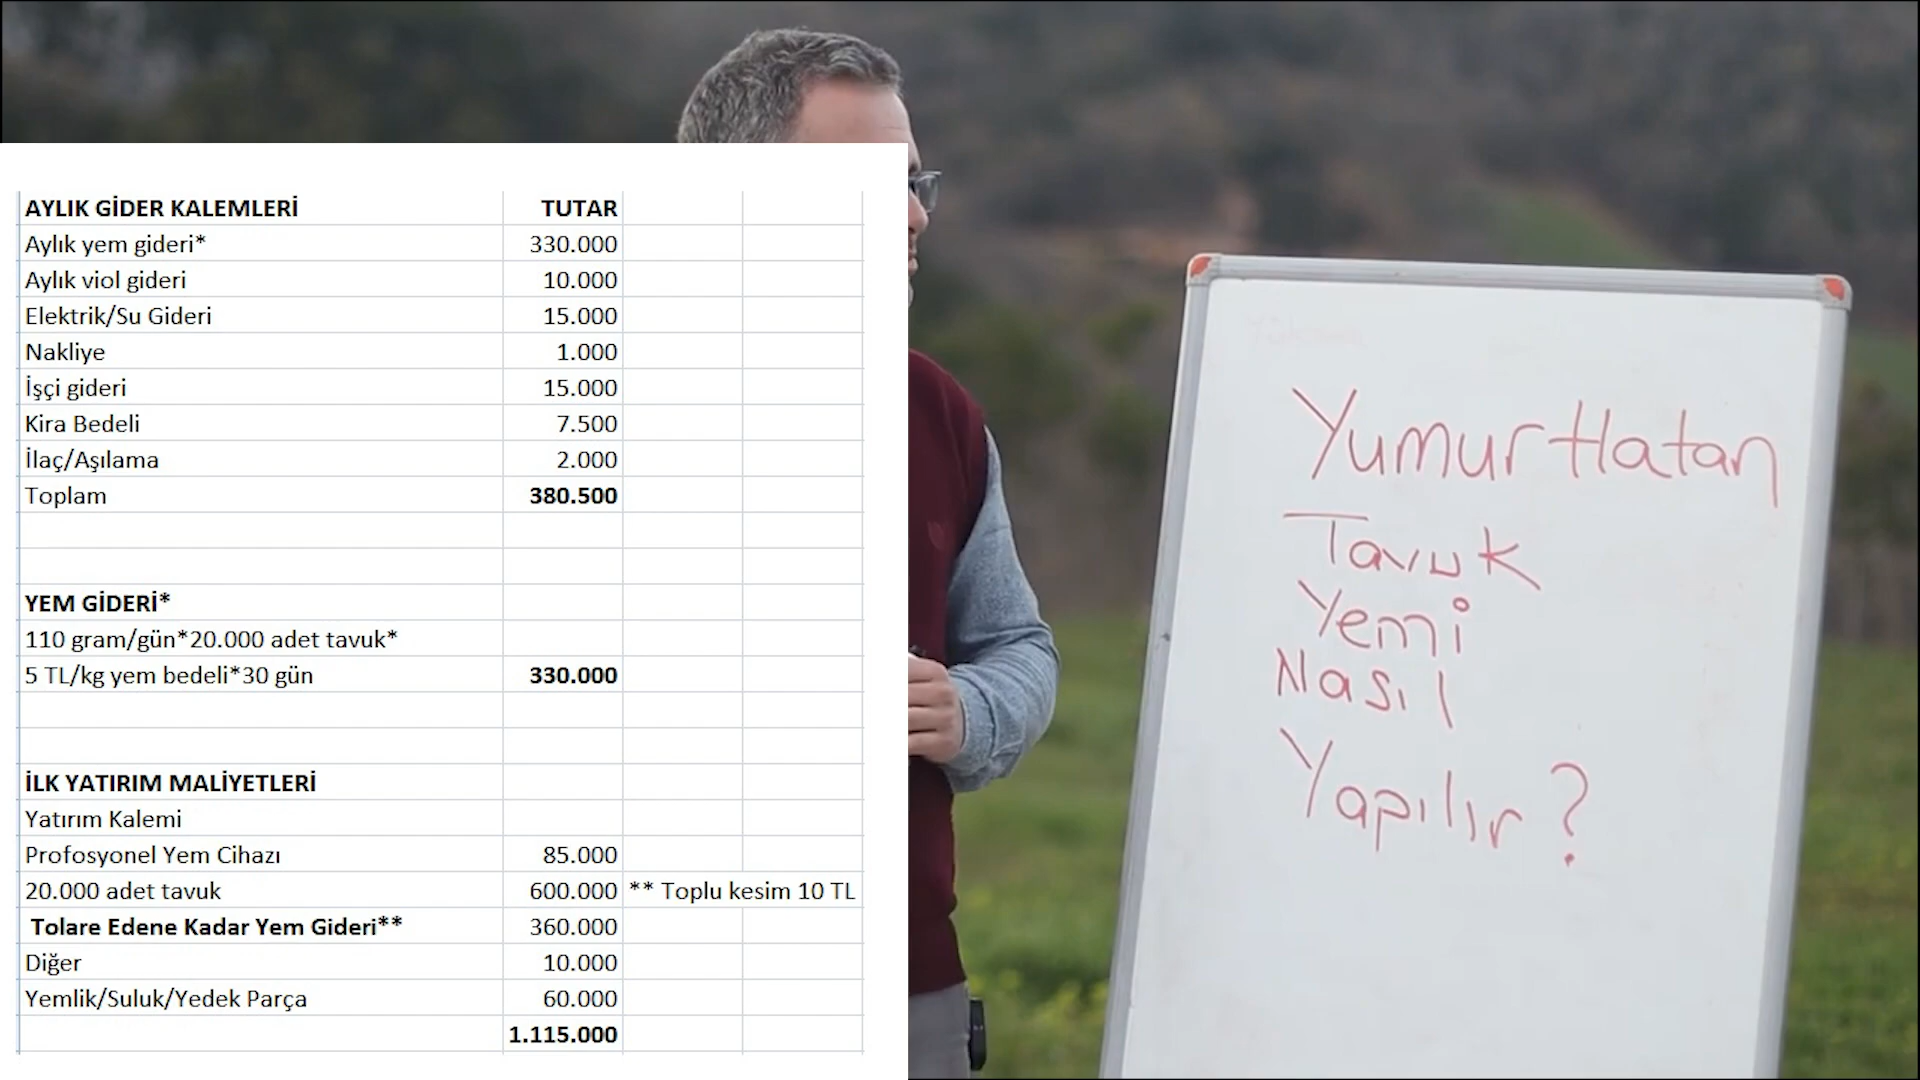 AYLIK GİDER KALEMLERİ TUTAR
Aylık yem gideri* 330.000
Aylık viol gideri 10.000
Elektrik/Su Gideri 15.000
Nakliye 1.000
İşçi gideri 15.000
Kira Bedeli 7.500
İlaç/Aşılama 2.000
Toplam 380.500
YEM GİDERİ*
110 gram/gün*20.000 adet tavuk*
5 TL/kg yem bedeli*30 gün 330.000
İLK YATIRIM MALİYETLERİ
Yatırım Kalemi
Profosyonel Yem Cihazı 85.000
20.000 adet tavuk 600.000 ** Toplu kesim 10 TL
Tolare Edene Kadar Yem Gideri** 360.000
Diğer 10.000
Yemlik/Suluk/Yedek Parça 60.000
1.115.000
Yumurtlatan
Tavuk
Yemi
Nasıl
Yapılır?